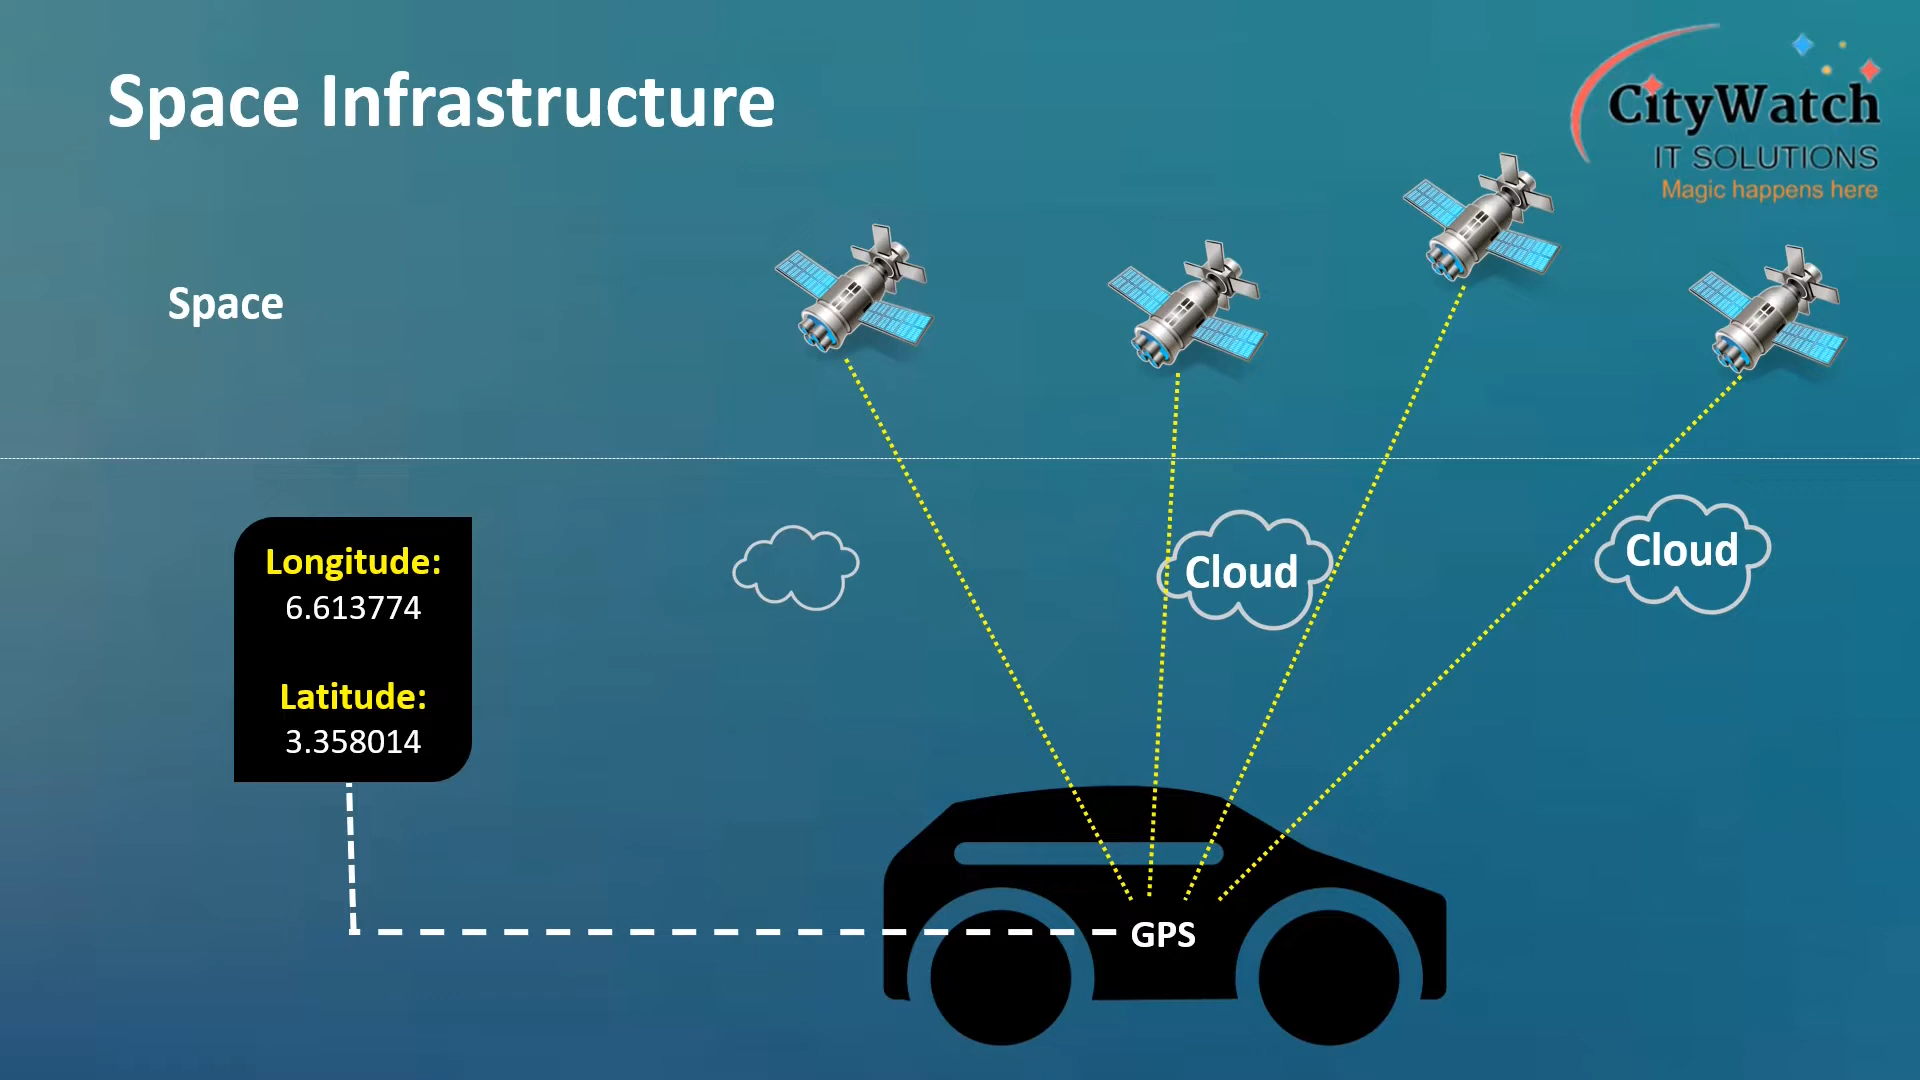 Space Infrastructure
CityWatch
IT SOLUTIONS
Magic happens here
Space
Cloud
Cloud
Longitude:
6.613774
Latitude:
3.358014
GPS